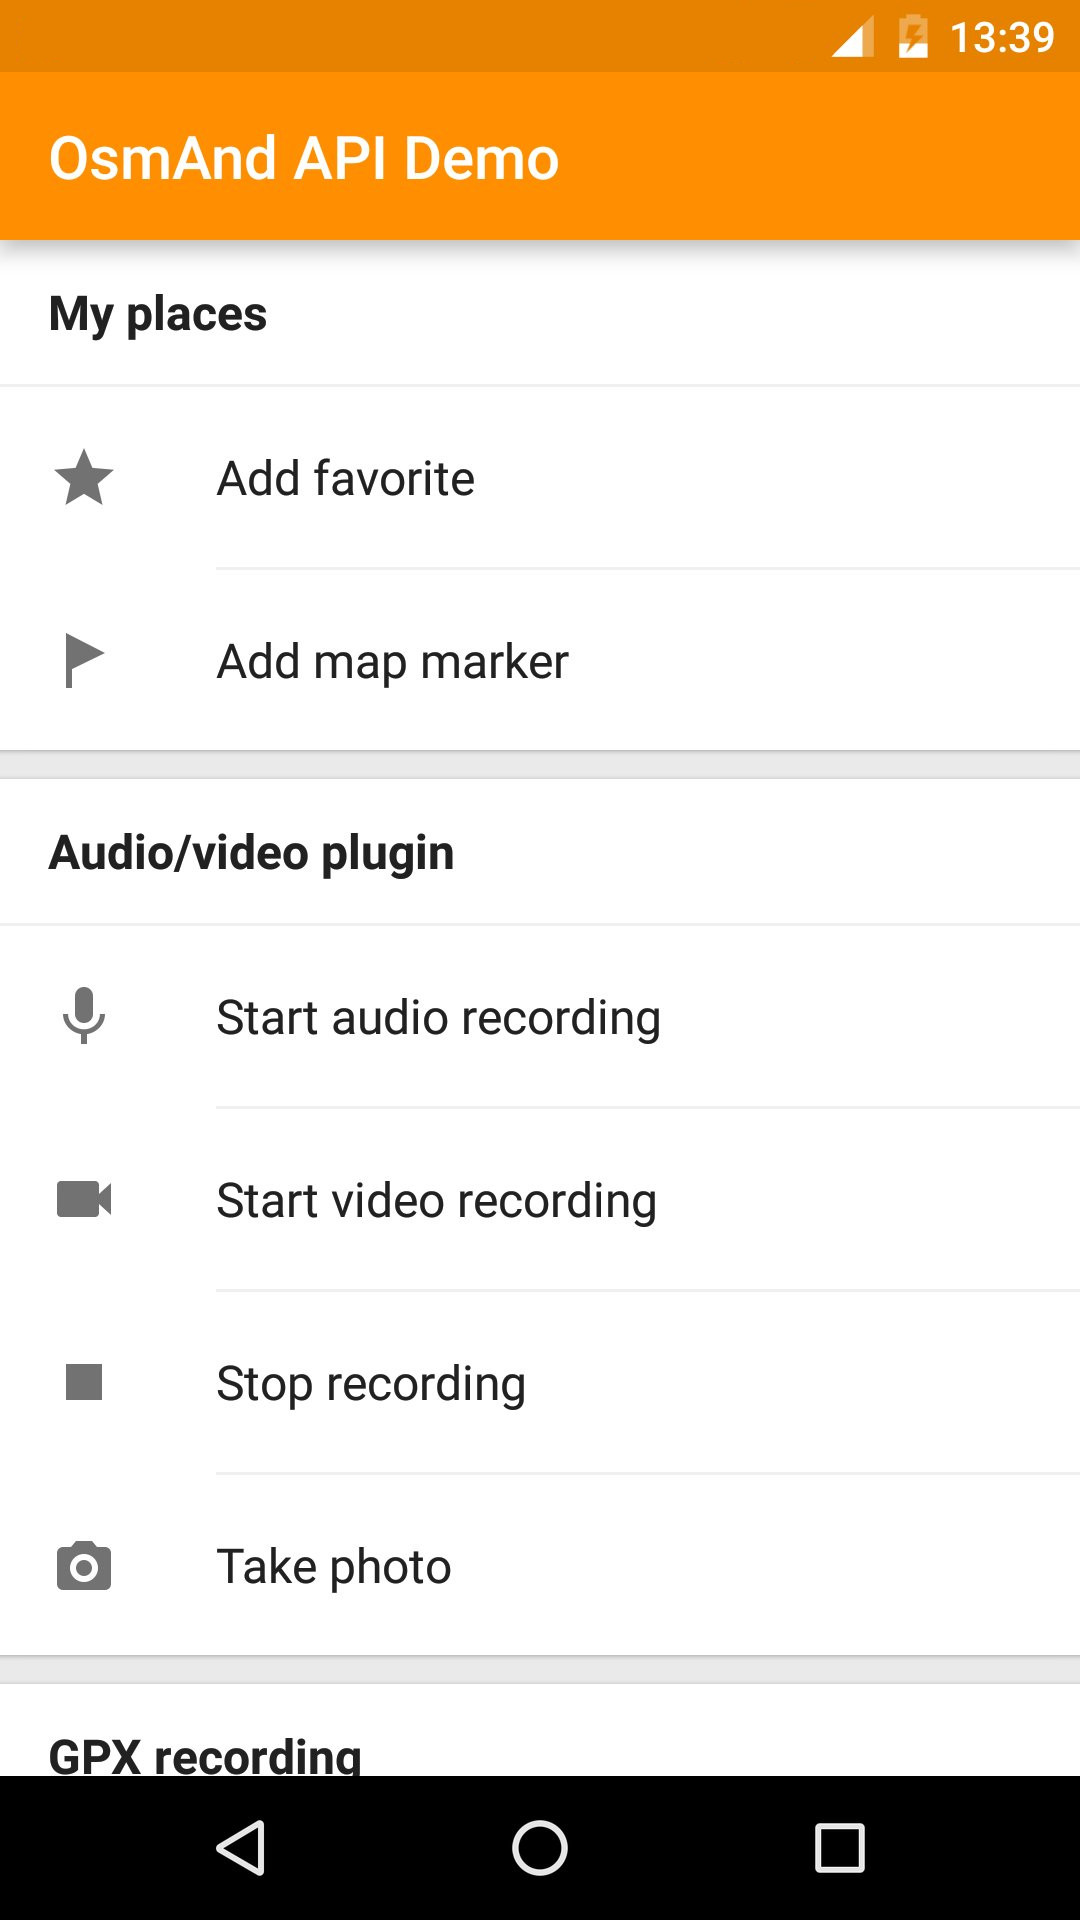 13:39
OsmAnd API Demo
My places
Add favorite
Add map marker
Audio/video plugin
Start audio recording
Start video recording
Stop recording
Take photo
GPX recording